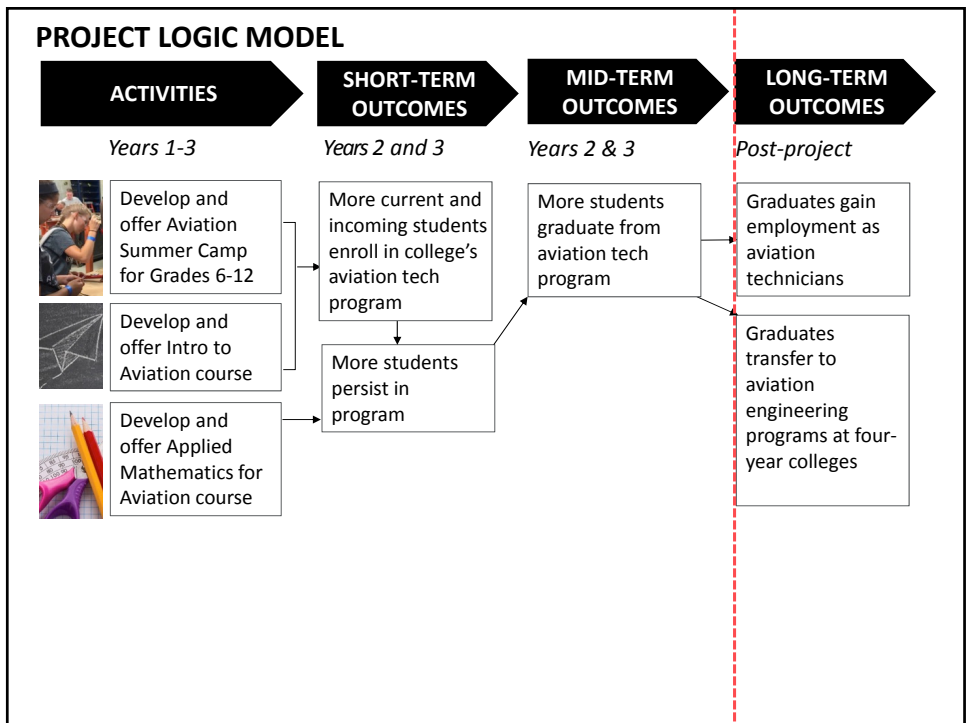 PROJECT LOGIC MODEL
ACTIVITIES
SHORT-TERM
OUTCOMES
MID-TERM
OUTCOMES
LONG-TERM
OUTCOMES
Years 1-3
Years 2 and 3
Years 2 & 3
Post-project
Develop and
offer Aviation
Summer Camp
for Grades 6-12
Develop and
offer Intro to
Aviation course
Develop and
offer Applied
Mathematics for
Aviation course
More current and
incoming students
enroll in college's
aviation tech
program
More students
persist in
program
More students
graduate from
aviation tech
program
Graduates gain
employment as
aviation
technicians
Graduates
transfer to
aviation
engineering
programs at four-
year colleges